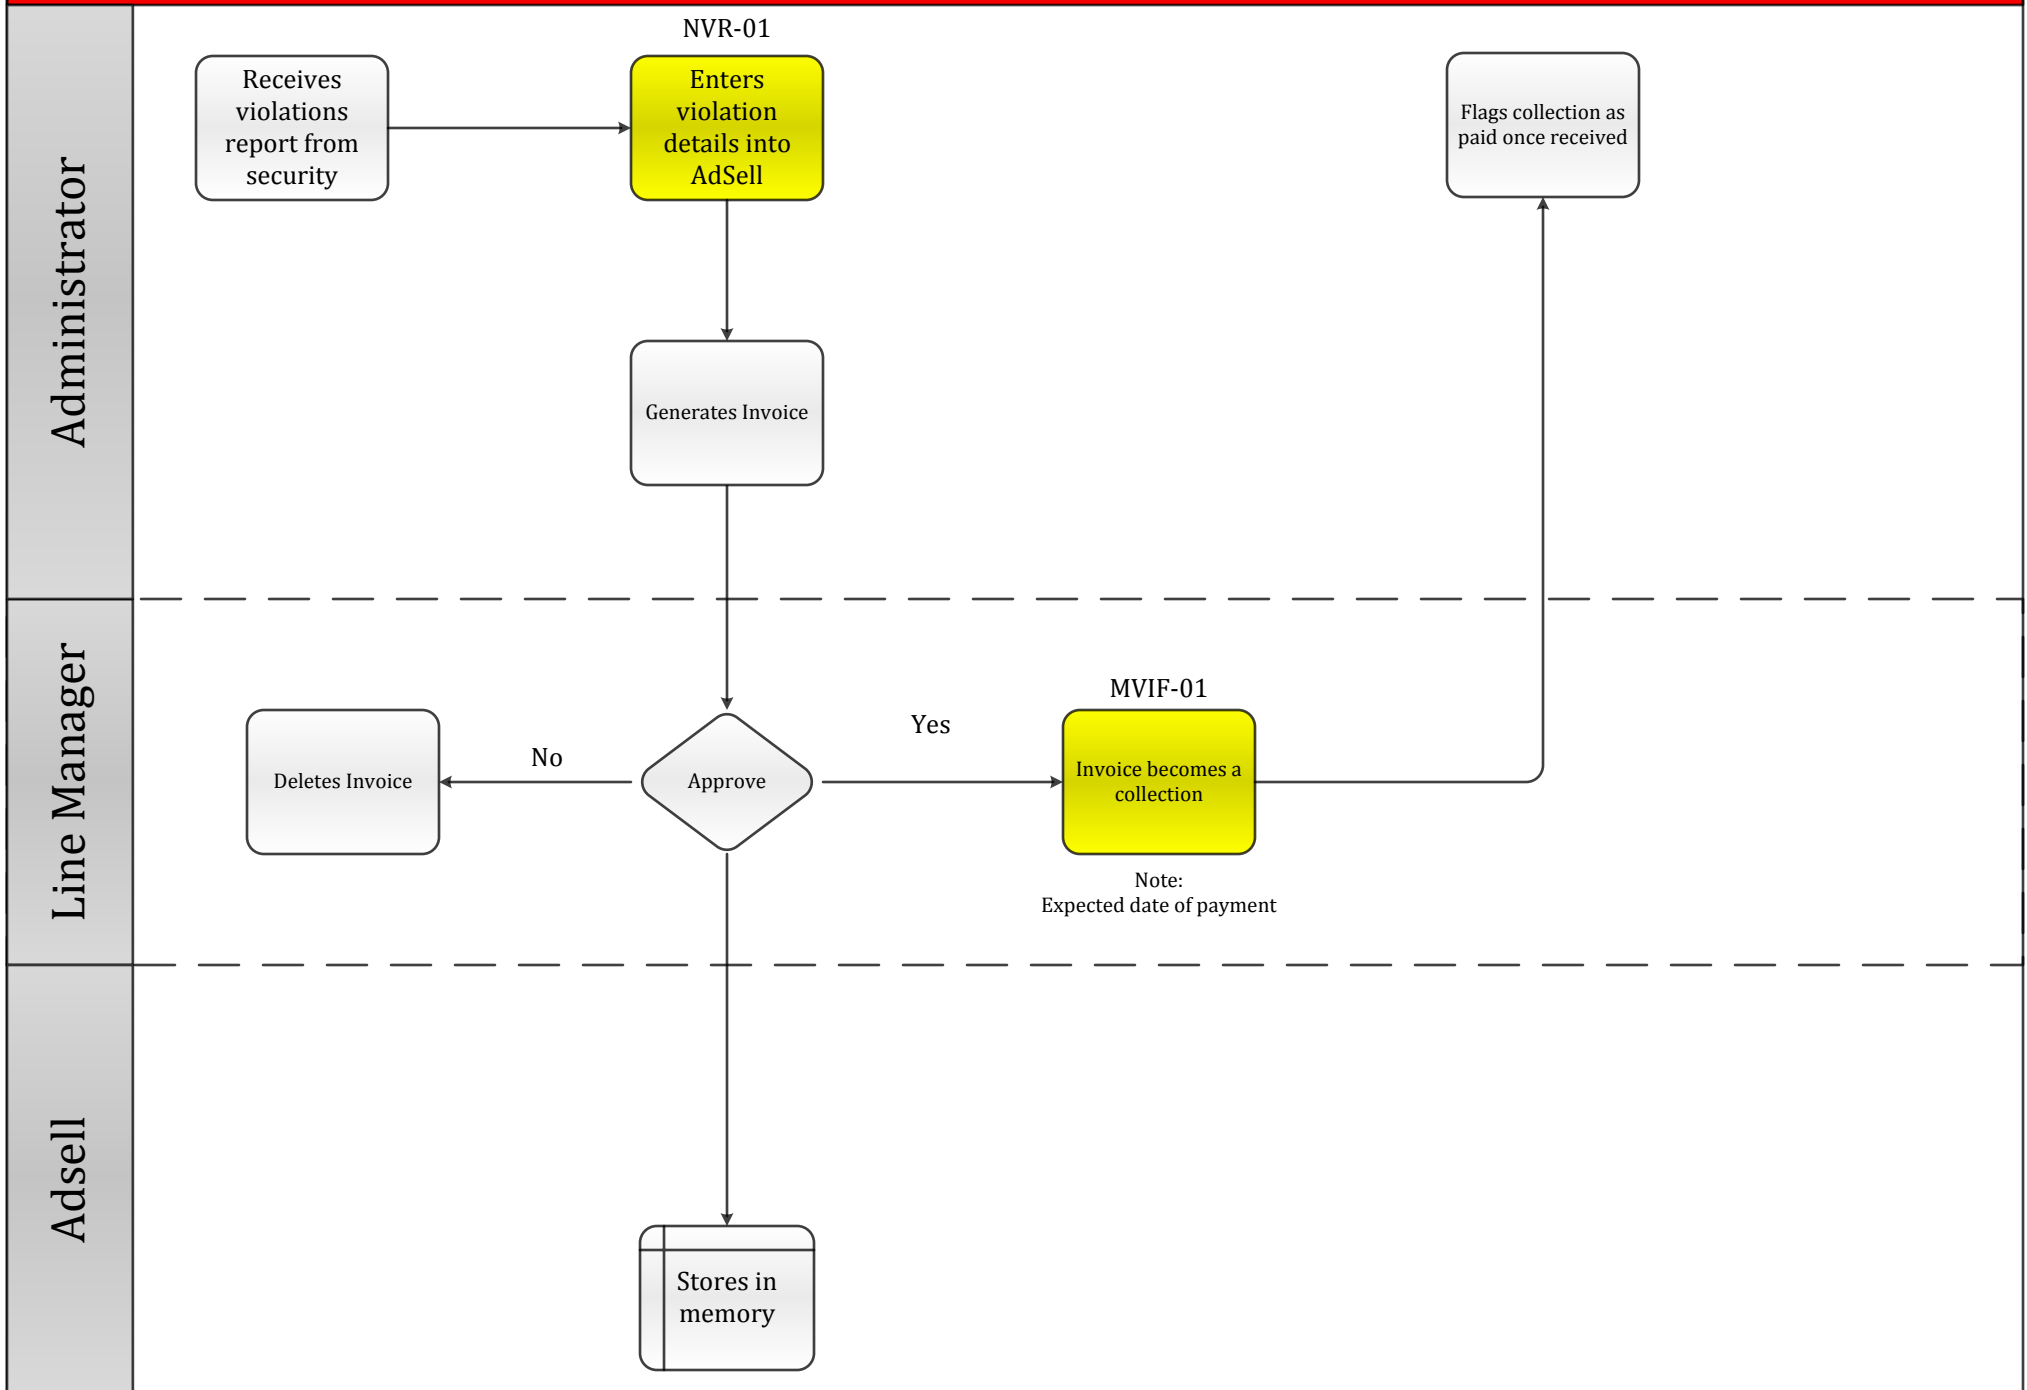 Administrator
NVR-01
Receives
violations
report from
security
Enters
violation
details into
AdSell
Flags collection as
paid once received
Generates Invoice
Line Manager
Deletes Invoice
No
Approve
Yes
MVIF-01
Invoice becomes a
collection
Note:
Expected date of payment
Adsell
Stores in
memory